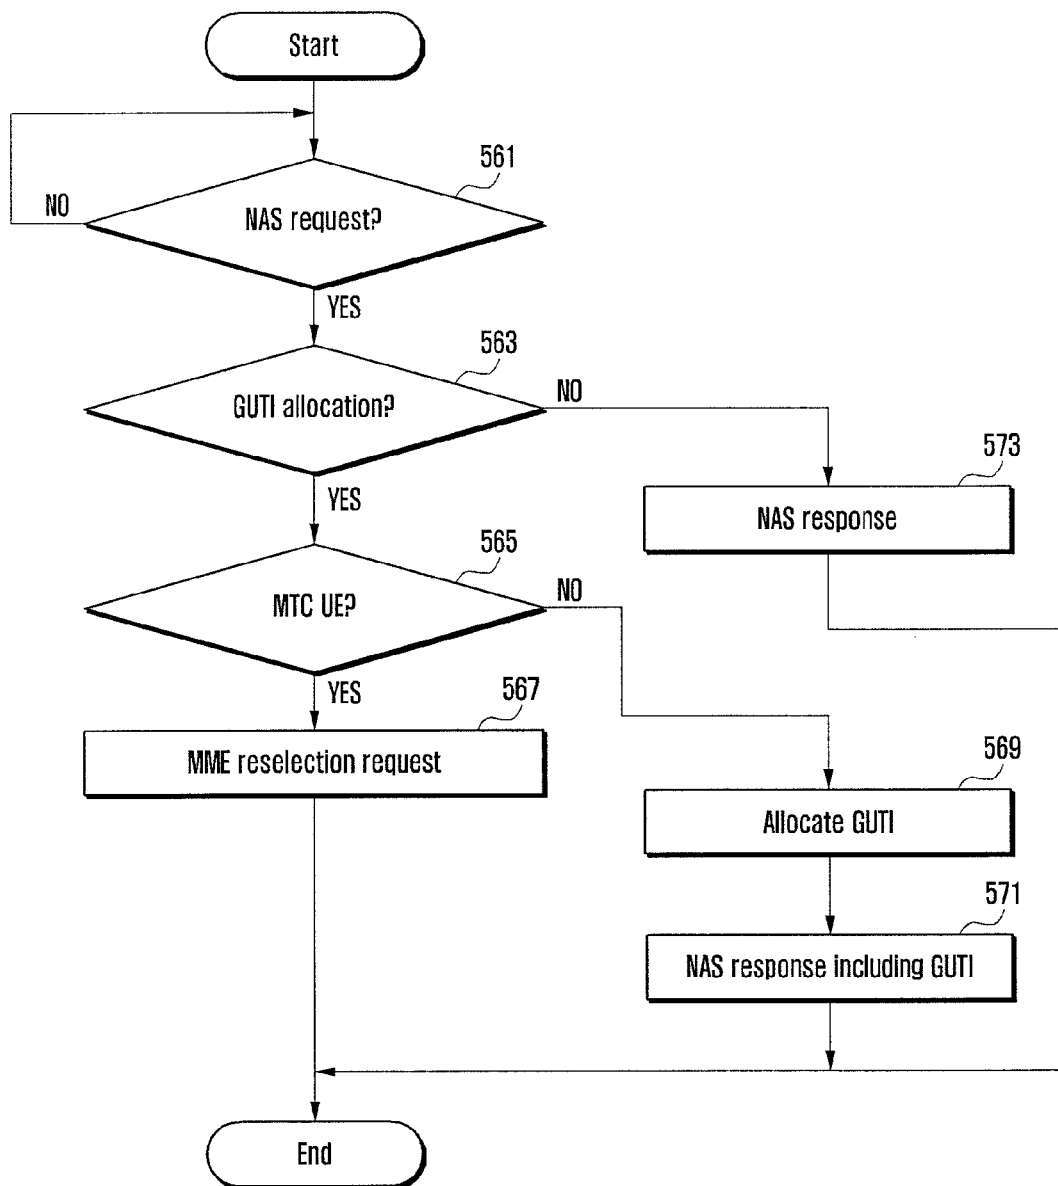 Start
561
NO
NAS request?
YES
563
GUTI allocation?
NO
573
YES
NAS response
565
MTC UE?
NO
YES
567
MME reselection request
569
Allocate GUTI
571
NAS response including GUTI
End